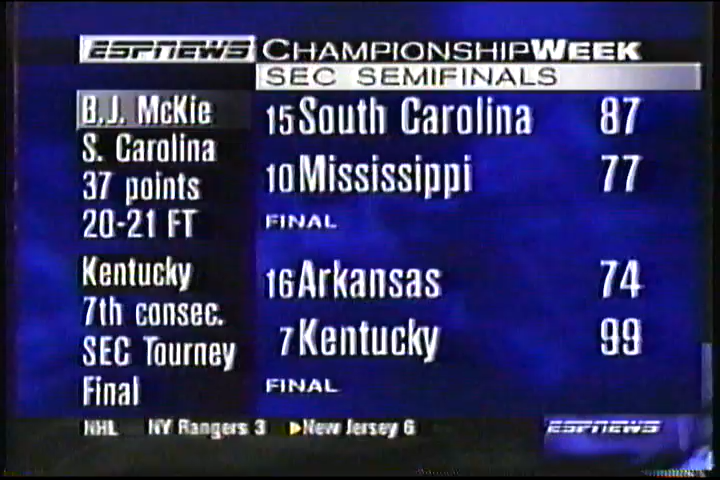 ESPNEWS CHAMPIONSHIPWEEK
SEC SEMIFINALS
B.J. McKie
S. Carolina
37 points
20-21 FT
Kentucky
7th consec.
SEC Tourney
Final
15 South Carolina 87
10 Mississippi 77
FINAL
16 Arkansas 74
7 Kentucky 99
FINAL
NHL NY Rangers 3 New Jersey 6 ESPNEWS